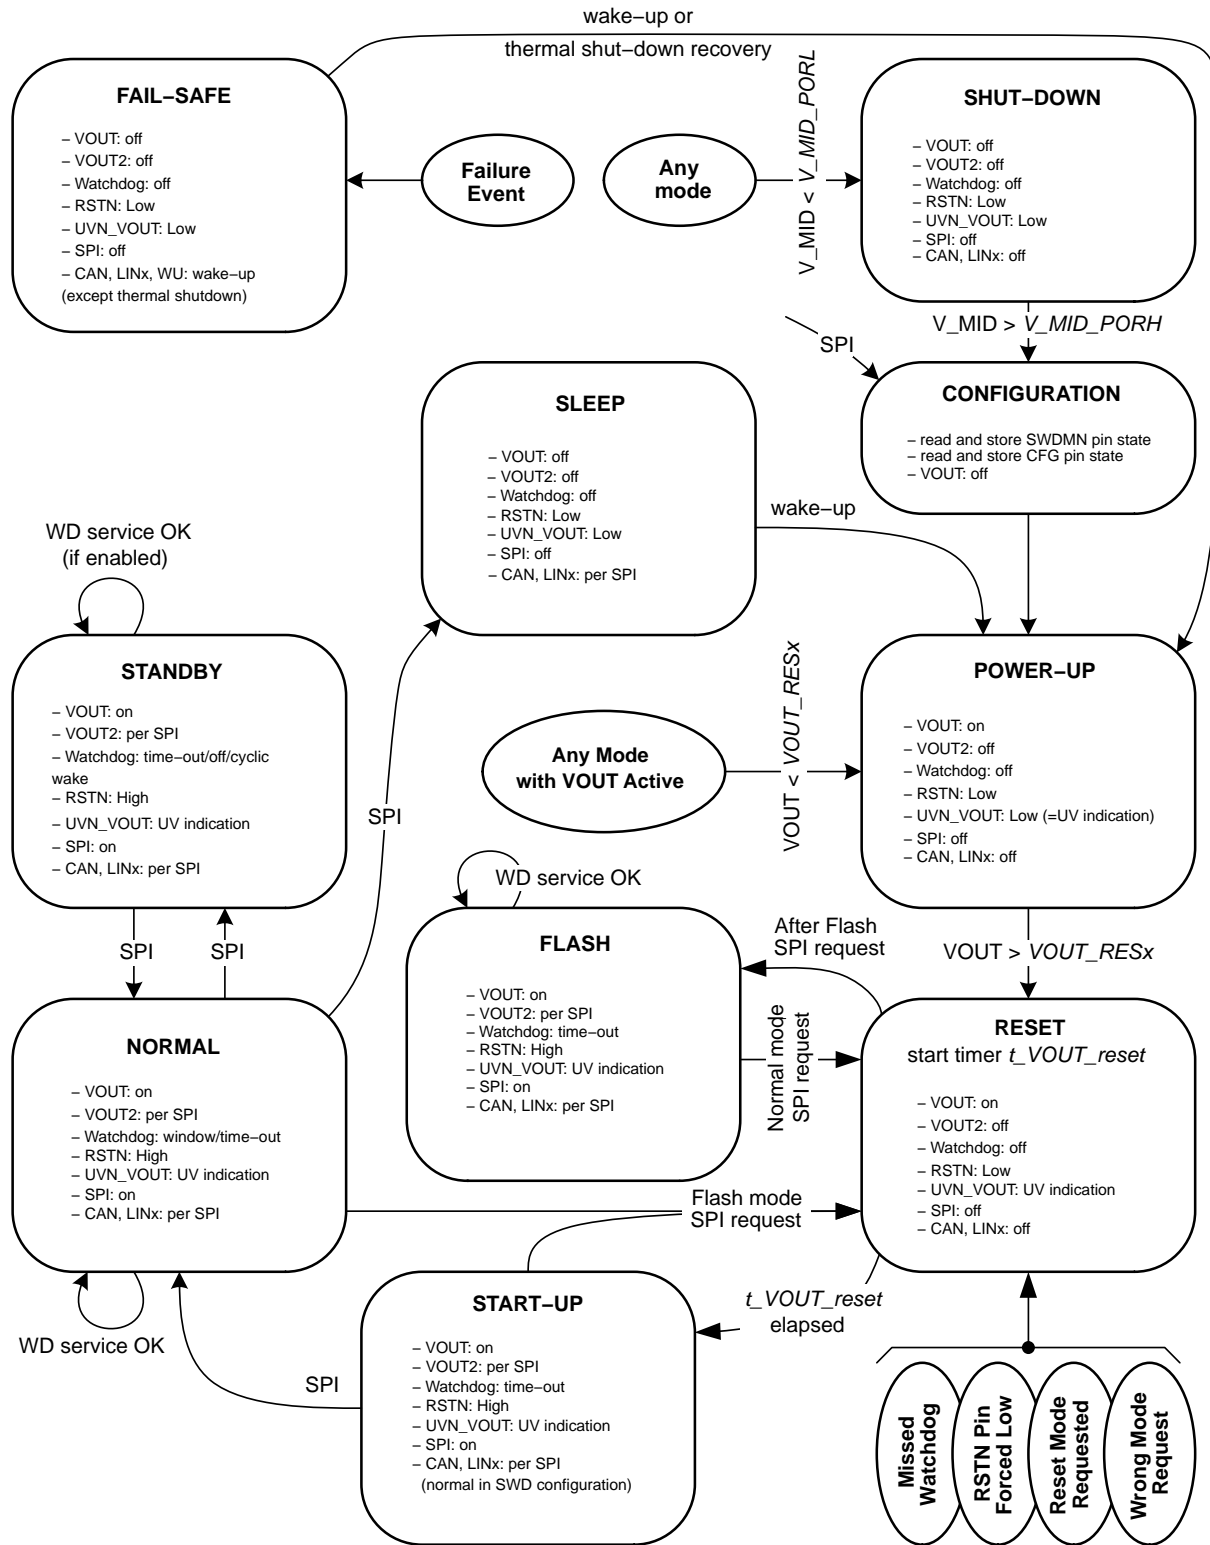 wake–up or
thermal shut–down recovery
FAIL–SAFE
– VOUT: off
– VOUT2: off
– Watchdog: off
– RSTN: Low
– UVN_VOUT: Low
– SPI: off
– CAN, LINx, WU: wake–up
(except thermal shutdown)
Failure
Event
Any
mode
V_MID < V_MID_PORL
SHUT–DOWN
– VOUT: off
– VOUT2: off
– Watchdog: off
– RSTN: Low
– UVN_VOUT: Low
– SPI: off
– CAN, LINx: off
V_MID > V_MID_PORH
SPI
CONFIGURATION
– read and store SWDMN pin state
– read and store CFG pin state
– VOUT: off
SLEEP
– VOUT: off
– VOUT2: off
– Watchdog: off
– RSTN: Low
– UVN_VOUT: Low
– SPI: off
– CAN, LINx: per SPI
wake–up
WD service OK
(if enabled)
STANDBY
– VOUT: on
– VOUT2: per SPI
– Watchdog: time–out/off/cyclic
wake
– RSTN: High
– UVN_VOUT: UV indication
– SPI: on
– CAN, LINx: per SPI
SPI
Any Mode
with VOUT Active
VOUT < VOUT_RESx
POWER–UP
– VOUT: on
– VOUT2: off
– Watchdog: off
– RSTN: Low
– UVN_VOUT: Low (=UV indication)
– SPI: off
– CAN, LINx: off
WD service OK
SPI
SPI
FLASH
– VOUT: on
– VOUT2: per SPI
– Watchdog: time–out
– RSTN: High
– UVN_VOUT: UV indication
– SPI: on
– CAN, LINx: per SPI
After Flash
SPI request
VOUT > VOUT_RESx
Normal mode
SPI request
NORMAL
– VOUT: on
– VOUT2: per SPI
– Watchdog: window/time–out
– RSTN: High
– UVN_VOUT: UV indication
– SPI: on
– CAN, LINx: per SPI
RESET
start timer t_VOUT_reset
– VOUT: on
– VOUT2: off
– Watchdog: off
– RSTN: Low
– UVN_VOUT: UV indication
– SPI: off
– CAN, LINx: off
Flash mode
SPI request
WD service OK
SPI
START–UP
– VOUT: on
– VOUT2: per SPI
– Watchdog: time–out
– RSTN: High
– UVN_VOUT: UV indication
– SPI: on
– CAN, LINx: per SPI
(normal in SWD configuration)
t_VOUT_reset
elapsed
Missed
Watchdog
RSTN Pin
Forced Low
Reset Mode
Requested
Wrong Mode
Request